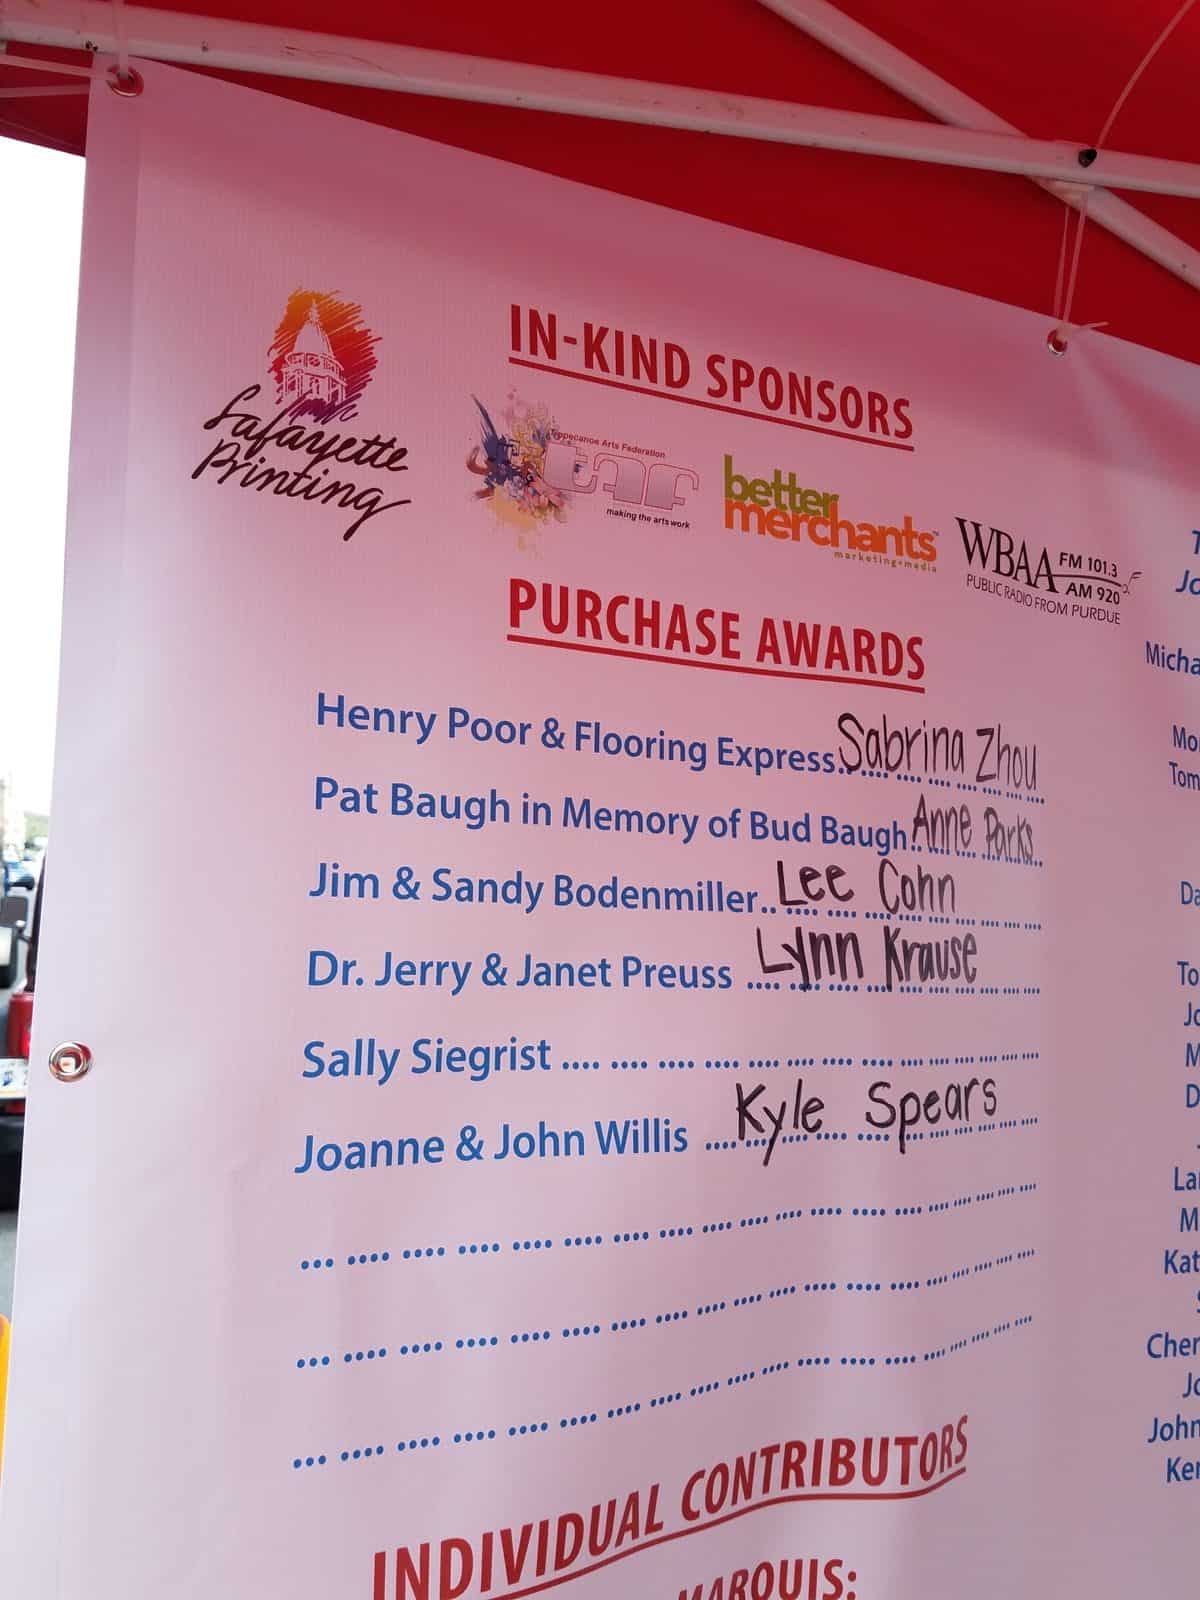 IN-KIND SPONSORS
Lafayette
Printing
Tippecanoe Arts Federation
taf
making the arts work
better
merchants
marketing+media
WBAA FM 101.3
AM 920
PUBLIC RADIO FROM PURDUE
PURCHASE AWARDS
Henry Poor & Flooring Express Sabrina Zhou
Pat Baugh in Memory of Bud Baugh Anne Parks
Jim & Sandy Bodenmiller Lee Cohn
Dr. Jerry & Janet Preuss Lynn Krause
Sally Siegrist
Joanne & John Willis Kyle Spears
INDIVIDUAL CONTRIBUTORS
MARQUIS: